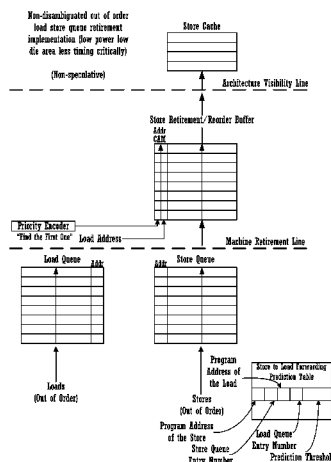 Non-disambiguated out of order
load store queue retirement
implementation (low power low
die area less timing critically)
(Non-speculative)
Store Cache
Architecture Visibility Line
Store Retirement/Reorder Buffer
Addr
CAM
Priority Encoder
"Find the First One"
Load Address
Machine Retirement Line
Load Queue
Addr
Store Queue
Addr
Loads
(Out of Order)
Stores
(Out of Order)
Program
Address of
the Load
Store to Load Forwarding
Prediction Table
Program Address
of the Store
Store Queue
Entry Number
Load Queue
Entry Number
Prediction Threshold